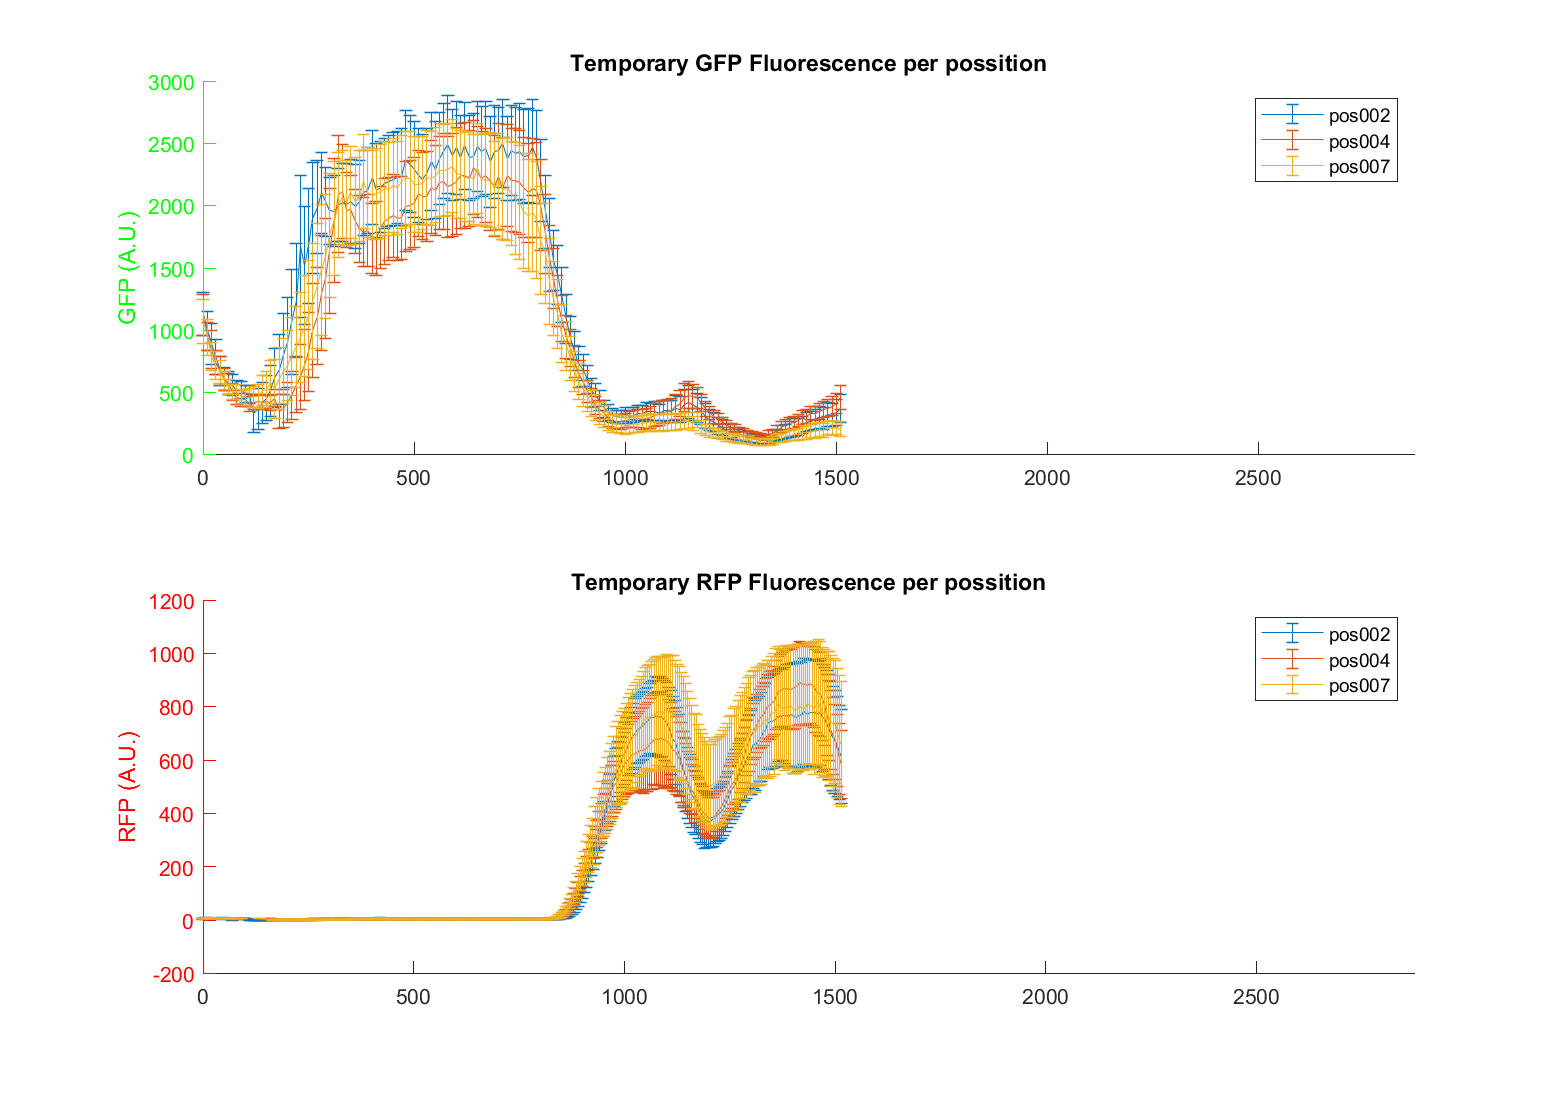 Temporary GFP Fluorescence per possition
3000
2500
2000
1500
1000
500
0
GFP (A.U.)
0 500 1000 1500 2000 2500
pos002
pos004
pos007
Temporary RFP Fluorescence per possition
1200
1000
800
600
400
200
0
-200
RFP (A.U.)
0 500 1000 1500 2000 2500
pos002
pos004
pos007